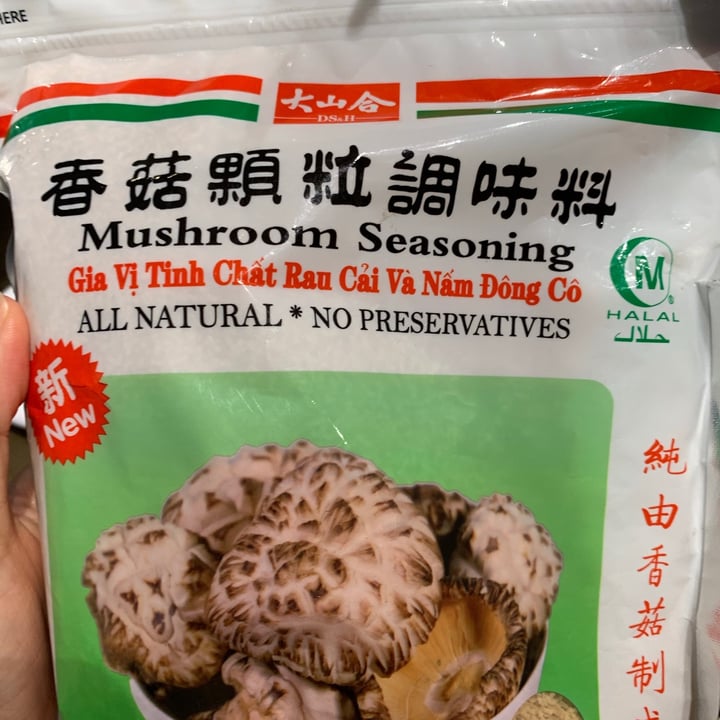 HERE
大山合
DS&H
香菇顆粒調味料
Mushroom Seasoning
Gia Vị Tinh Chất Rau Cải Và Nấm Đông Cô
ALL NATURAL * NO PRESERVATIVES
M
HALAL
حلال
新
New
純由香菇制